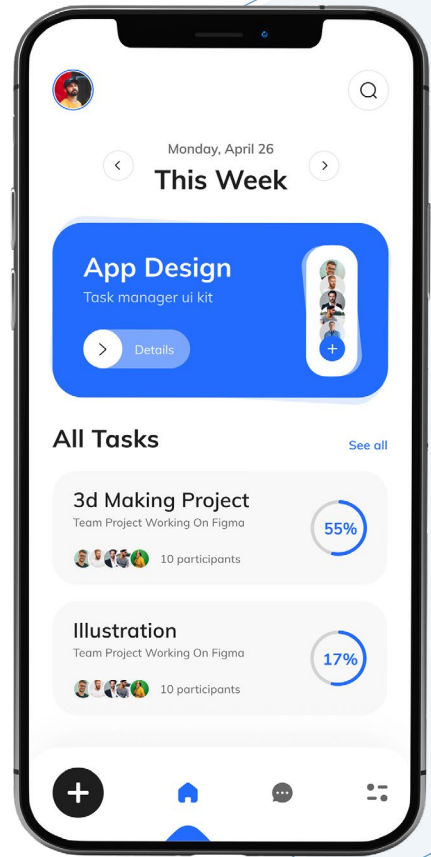 Monday, April 26
This Week
App Design
Task manager ui kit
Details
All Tasks
See all
3d Making Project
Team Project Working On Figma
10 participants
55%
Illustration
Team Project Working On Figma
10 participants
17%